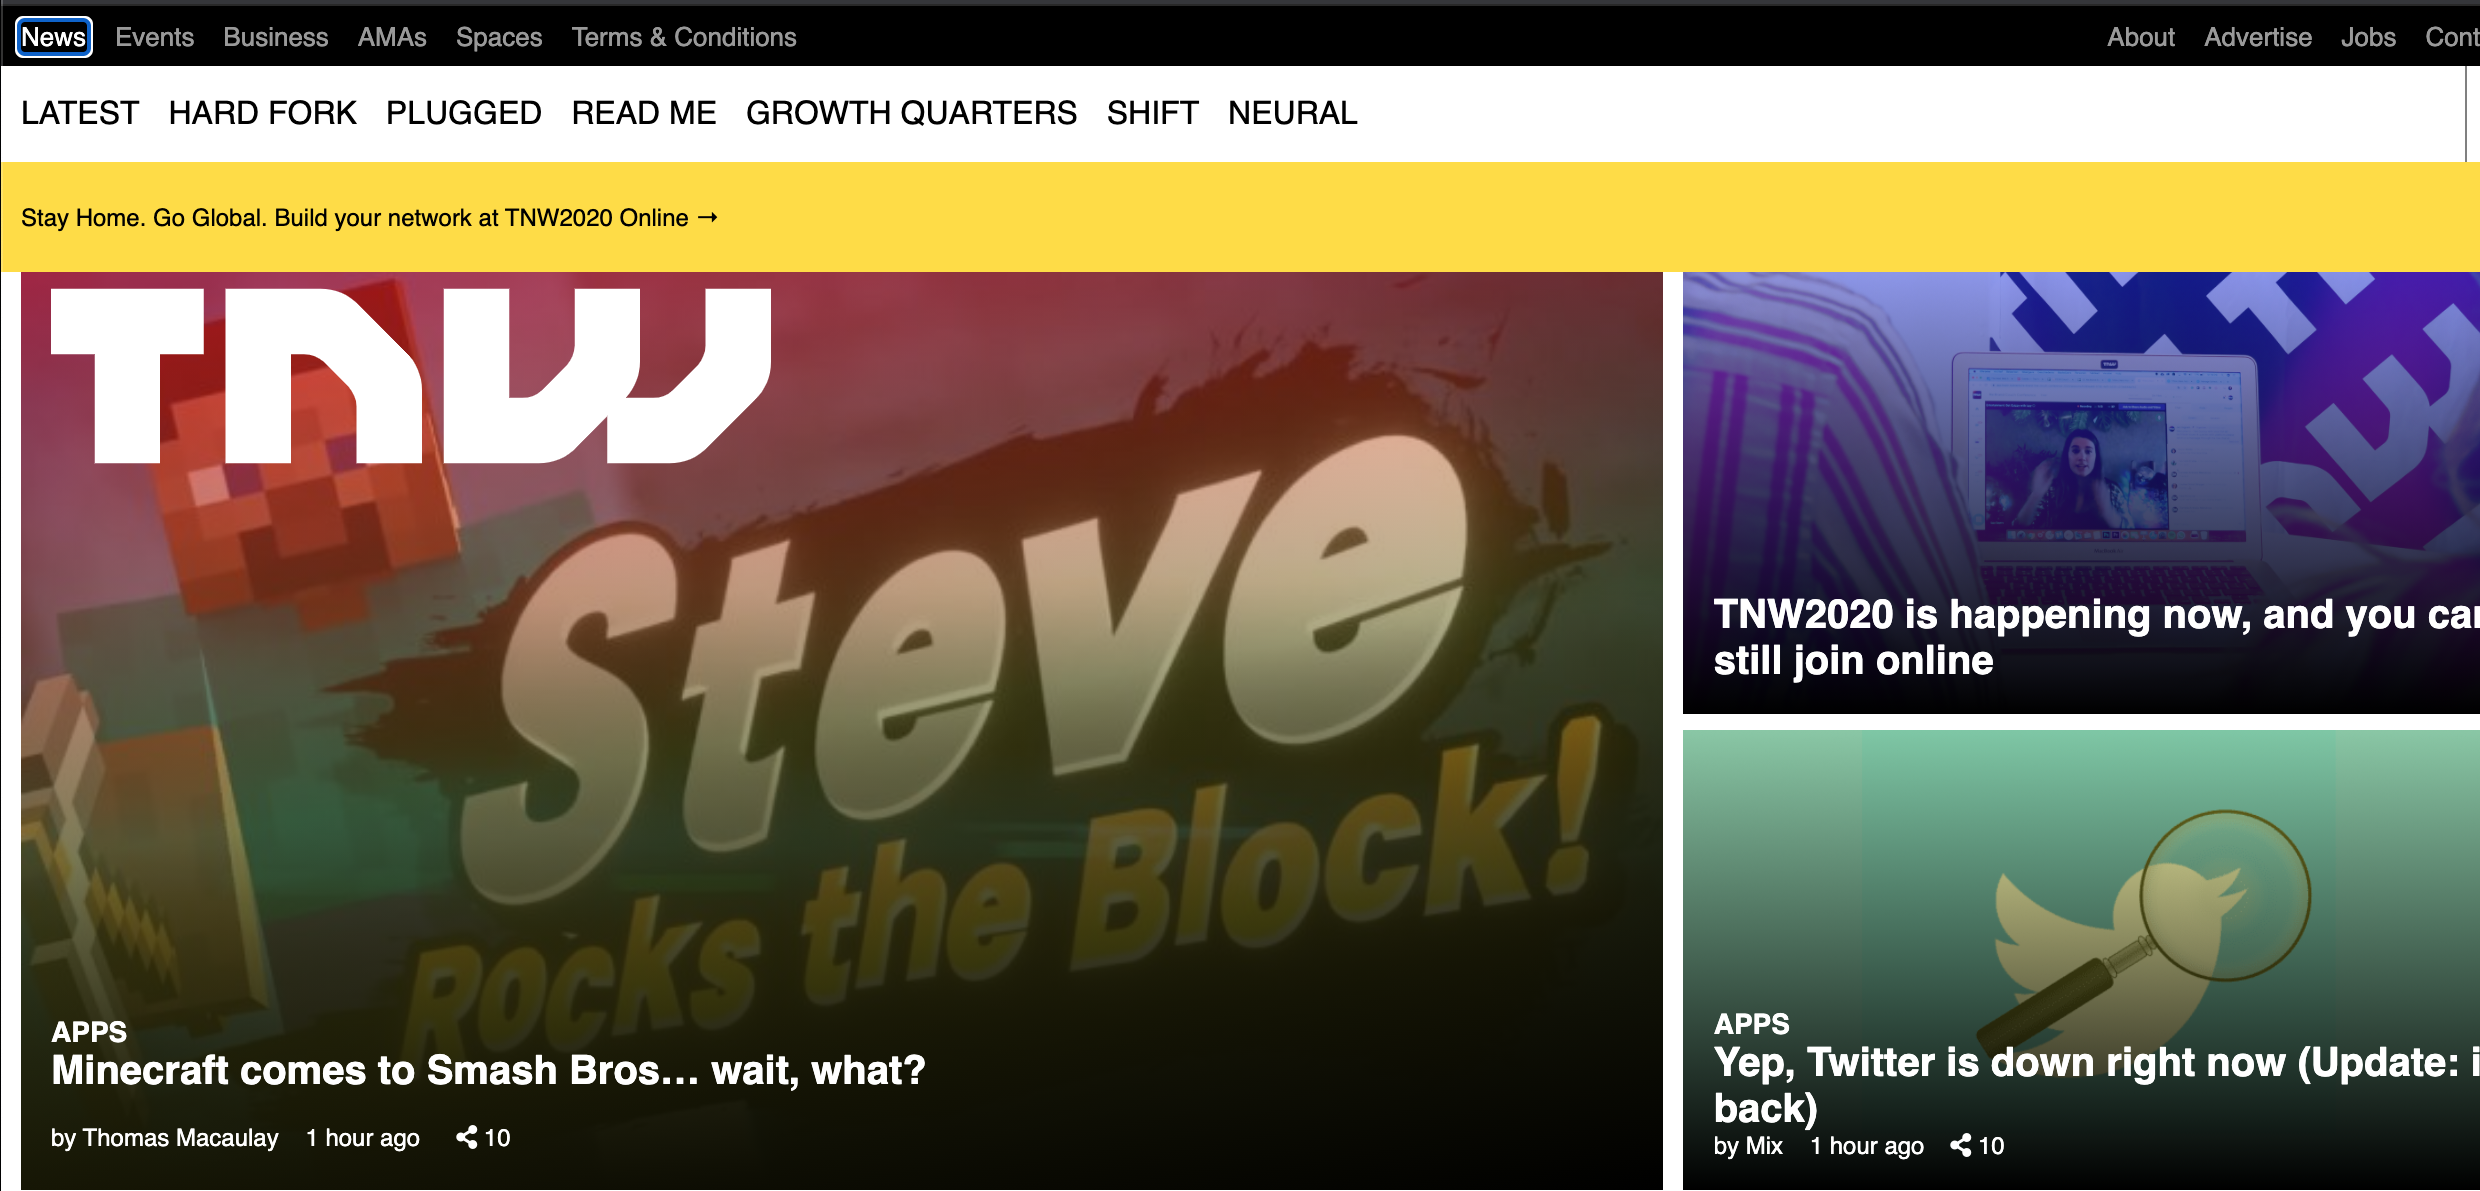 News Events Business AMAs Spaces Terms & Conditions About Advertise Jobs Cont
LATEST HARD FORK PLUGGED READ ME GROWTH QUARTERS SHIFT NEURAL
Stay Home. Go Global. Build your network at TNW2020 Online →
TNW
Steve
Rocks the Block!
APPS
Minecraft comes to Smash Bros… wait, what?
by Thomas Macaulay 1 hour ago 10
TNW2020 is happening now, and you can
still join online
APPS
Yep, Twitter is down right now (Update: i
back)
by Mix 1 hour ago 10